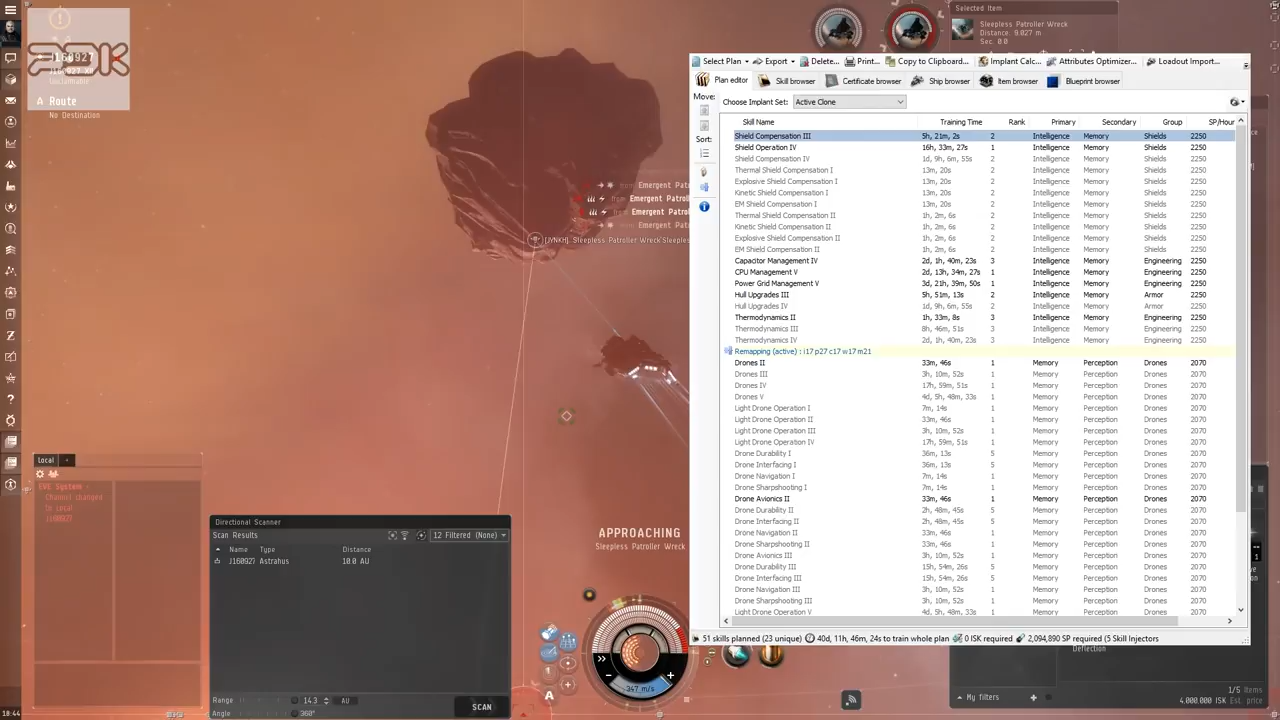 J160927
Route
No Destination
Selected Item
Sleepless Patroller Wreck
Distance: 9.027 m
Sec. 0.0
Select Plan Export Delete... Print... Copy to Clipboard... Implant Calc... Attributes Optimizer... Loadout Import...
Plan editor Skill browser Certificate browser Ship browser Item browser Blueprint browser
Move:
Choose Implant Set: Active Clone
Sort:
Skill Name Training Time Rank Primary Secondary Group SP/Hour
Shield Compensation III 5h, 21m, 2s 2 Intelligence Memory Shields 2250
Shield Operation IV 16h, 33m, 27s 1 Intelligence Memory Shields 2250
Shield Compensation IV 1d, 9h, 6m, 55s 2 Intelligence Memory Shields 2250
Thermal Shield Compensation I 13m, 20s 2 Intelligence Memory Shields 2250
Explosive Shield Compensation I 13m, 20s 2 Intelligence Memory Shields 2250
Kinetic Shield Compensation I 13m, 20s 2 Intelligence Memory Shields 2250
EM Shield Compensation I 13m, 20s 2 Intelligence Memory Shields 2250
Thermal Shield Compensation II 1h, 2m, 6s 2 Intelligence Memory Shields 2250
Kinetic Shield Compensation II 1h, 2m, 6s 2 Intelligence Memory Shields 2250
Explosive Shield Compensation II 1h, 2m, 6s 2 Intelligence Memory Shields 2250
EM Shield Compensation II 1h, 2m, 6s 2 Intelligence Memory Shields 2250
Capacitor Management IV 2d, 1h, 40m, 23s 3 Intelligence Memory Engineering 2250
CPU Management V 2d, 13h, 34m, 27s 1 Intelligence Memory Engineering 2250
Power Grid Management V 3d, 21h, 39m, 50s 1 Intelligence Memory Engineering 2250
Hull Upgrades III 5h, 51m, 13s 2 Intelligence Memory Armor 2250
Hull Upgrades IV 1d, 9h, 6m, 55s 2 Intelligence Memory Armor 2250
Thermodynamics II 1h, 33m, 8s 3 Intelligence Memory Engineering 2250
Thermodynamics III 8h, 46m, 51s 3 Intelligence Memory Engineering 2250
Thermodynamics IV 2d, 1h, 40m, 23s 3 Intelligence Memory Engineering 2250
Remapping (active) : i17 p27 c17 w17 m21
Drones II 33m, 46s 1 Memory Perception Drones 2070
Drones III 3h, 10m, 52s 1 Memory Perception Drones 2070
Drones IV 17h, 59m, 51s 1 Memory Perception Drones 2070
Drones V 4d, 5h, 48m, 33s 1 Memory Perception Drones 2070
Light Drone Operation I 7m, 14s 1 Memory Perception Drones 2070
Light Drone Operation II 33m, 46s 1 Memory Perception Drones 2070
Light Drone Operation III 3h, 10m, 52s 1 Memory Perception Drones 2070
Light Drone Operation IV 17h, 59m, 51s 1 Memory Perception Drones 2070
Drone Durability I 36m, 13s 5 Memory Perception Drones 2070
Drone Interfacing I 36m, 13s 5 Memory Perception Drones 2070
Drone Navigation I 7m, 14s 1 Memory Perception Drones 2070
Drone Sharpshooting I 7m, 14s 1 Memory Perception Drones 2070
Drone Avionics II 33m, 46s 1 Memory Perception Drones 2070
Drone Durability II 2h, 48m, 45s 5 Memory Perception Drones 2070
Drone Interfacing II 2h, 48m, 45s 5 Memory Perception Drones 2070
Drone Navigation II 33m, 46s 1 Memory Perception Drones 2070
Drone Sharpshooting II 33m, 46s 1 Memory Perception Drones 2070
Drone Avionics III 3h, 10m, 52s 1 Memory Perception Drones 2070
Drone Durability III 15h, 54m, 26s 5 Memory Perception Drones 2070
Drone Interfacing III 15h, 54m, 26s 5 Memory Perception Drones 2070
Drone Navigation III 3h, 10m, 52s 1 Memory Perception Drones 2070
Drone Sharpshooting III 3h, 10m, 52s 1 Memory Perception Drones 2070
Light Drone Operation V 4d, 5h, 48m, 33s 1 Memory Perception Drones 2070
51 skills planned (23 unique) 40d, 11h, 46m, 24s to train whole plan 0 ISK required 2,094,890 SP required (5 Skill Injectors
from Emergent Patr
from Emergent Patr
from Emergent Patr
from Emergent Patr
[JYNKH]. Sleepless Patroller Wreck
APPROACHING
Sleepless Patroller Wreck
Local
EVE System
Channel changed
to Local
Directional Scanner
Scan Results 12 Filtered (None)
Name Type Distance
J160927 Astrahus 10.0 AU
Range 14.3 AU
Angle 360°
SCAN
347 m/s
A
Deflection
My filters
1/5 Items
4.000.000 ISK Est. price
18:44